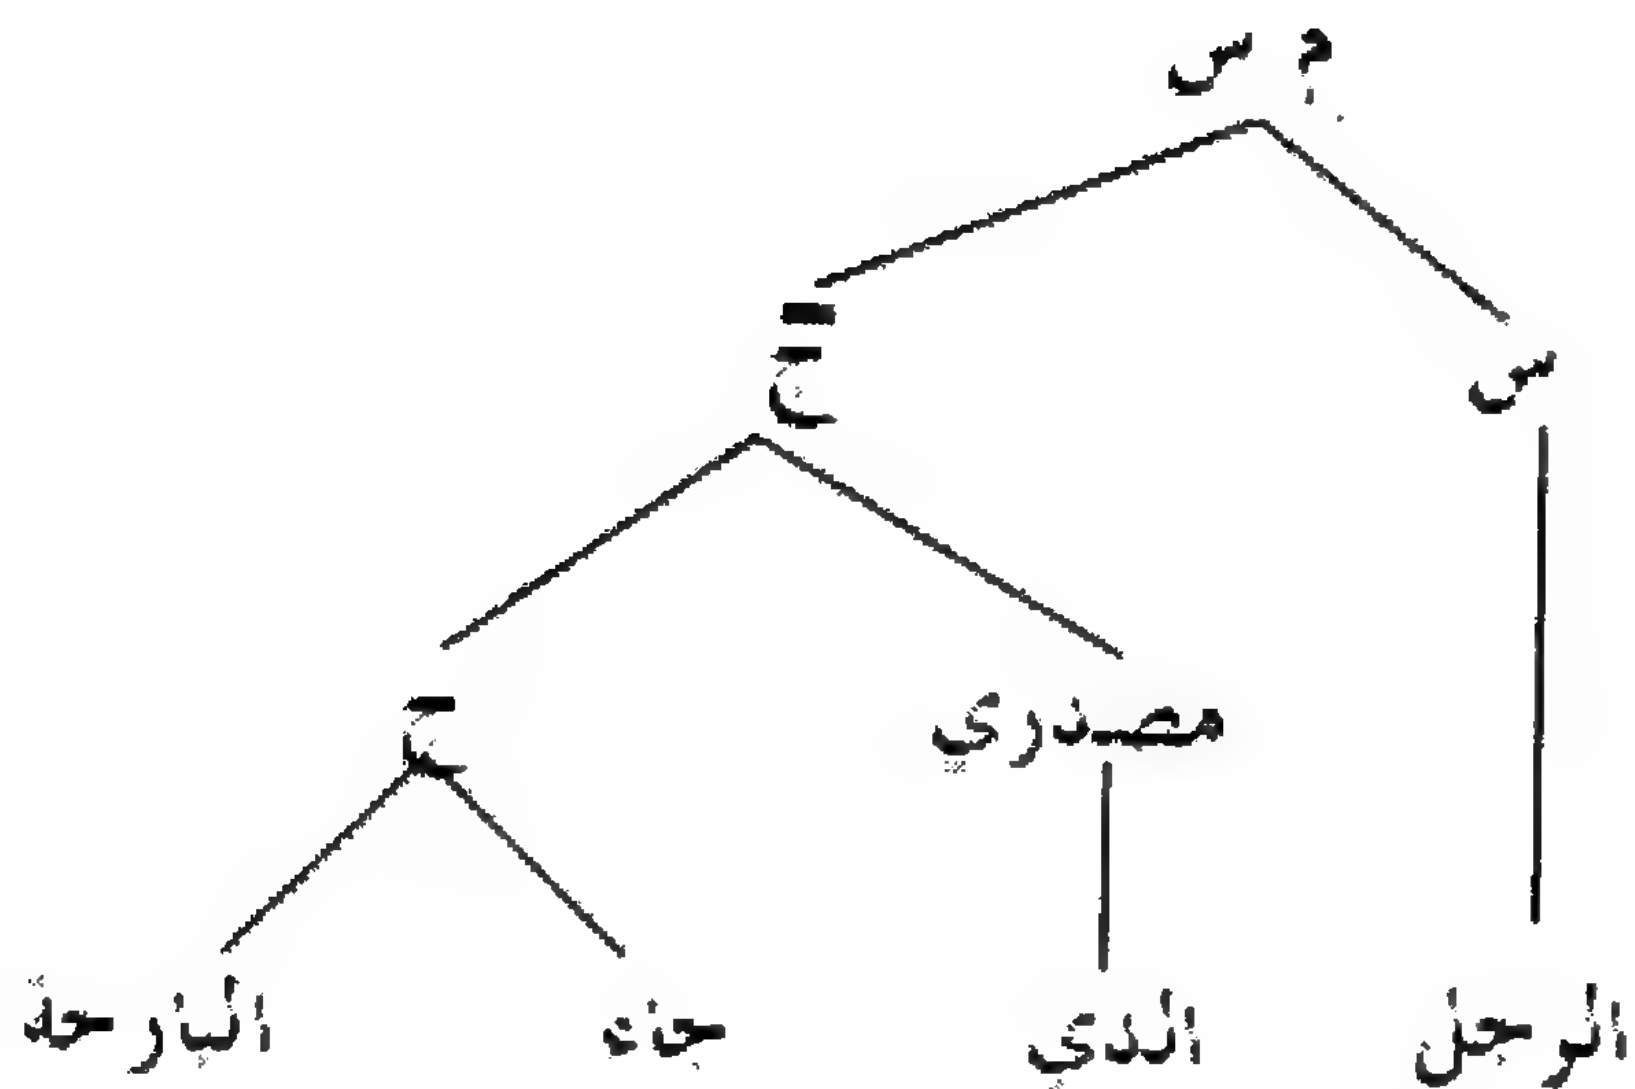 م س
س
جَ
مصدري
ج
الرجل الذي جاء البارحة